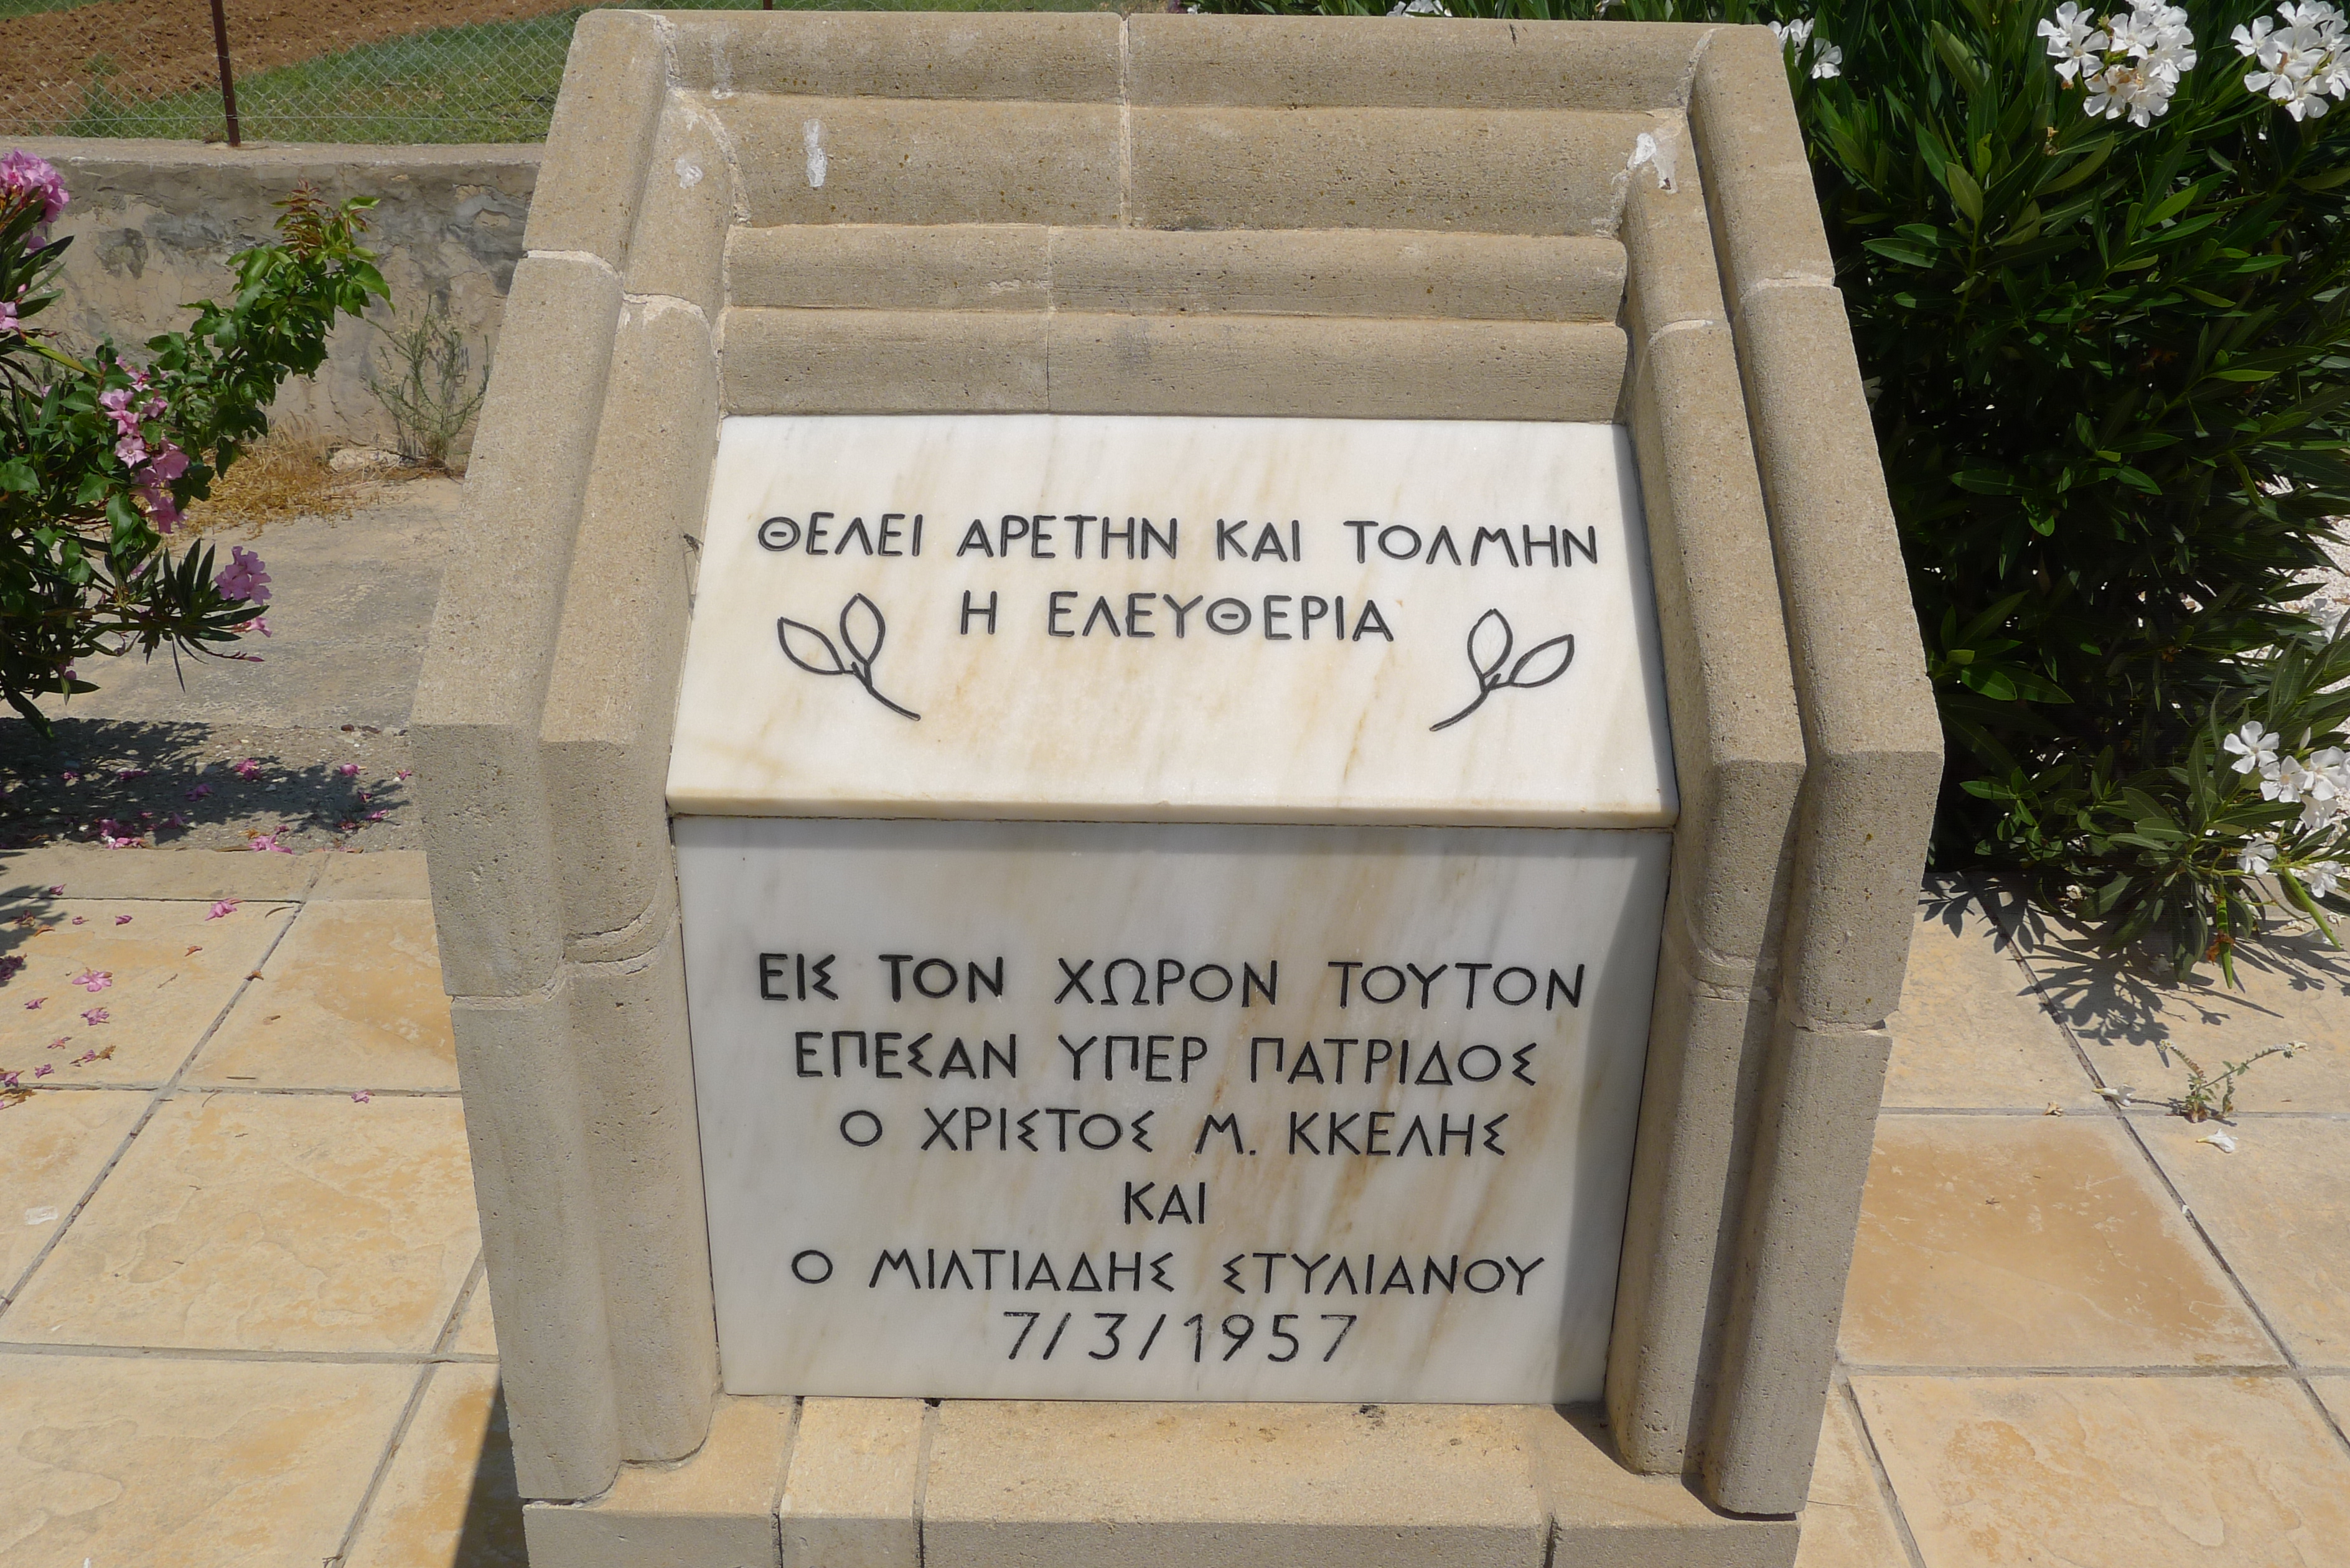 ΘΕΛΕΙ ΑΡΕΤΗΝ ΚΑΙ ΤΟΛΜΗΝ
Η ΕΛΕΥΘΕΡΙΑ
ΕΙΣ ΤΟΝ ΧΩΡΟΝ ΤΟΥΤΟΝ
ΕΠΕΣΑΝ ΥΠΕΡ ΠΑΤΡΙΔΟΣ
Ο ΧΡΙΣΤΟΣ Μ. ΚΚΕΛΗΣ
ΚΑΙ
Ο ΜΙΛΤΙΑΔΗΣ ΣΤΥΛΙΑΝΟΥ
7/3/1957